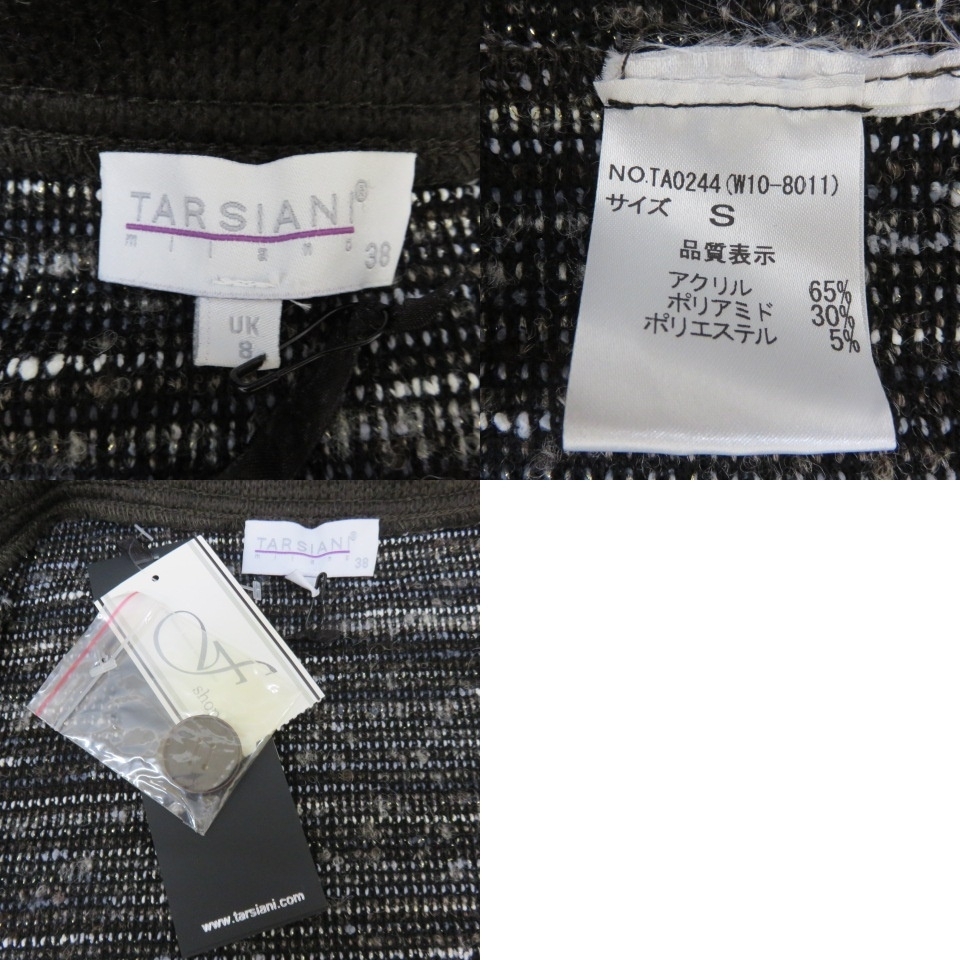 TARSIANI®
milano
38
UK
8
NO.TA0244(W10-8011)
サイズ S
品質表示
アクリル 65%
ポリアミド 30%
ポリエステル 5%
TARSIANI®
milano
38
shop
www.tarsiani.com